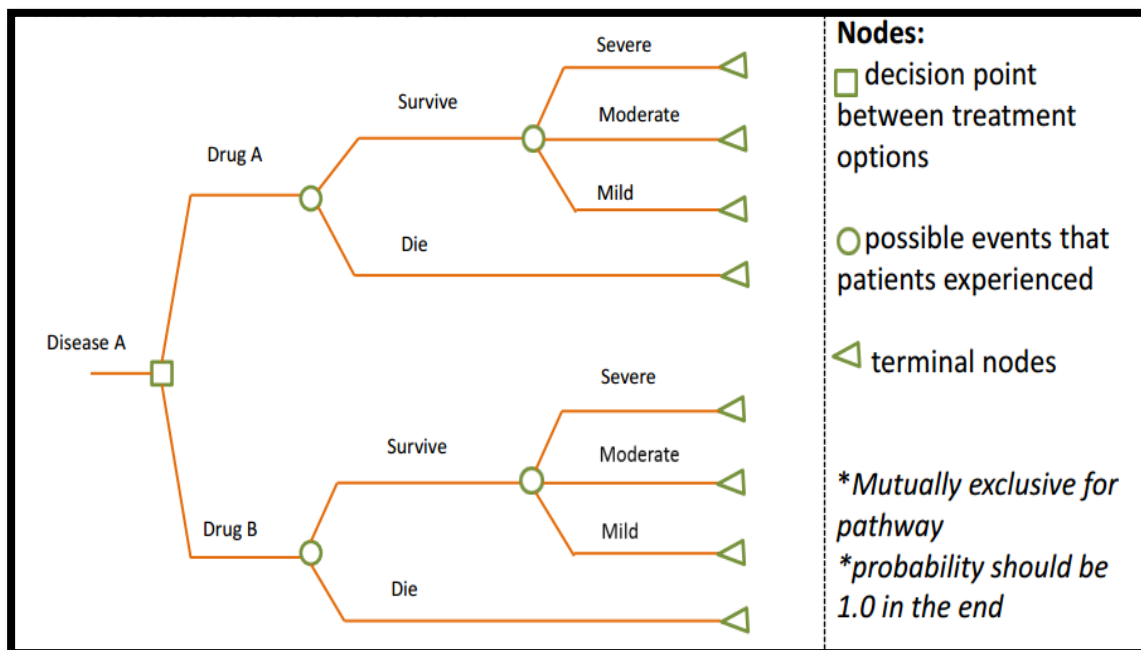 Severe
Survive
Moderate
Drug A
Mild
Die
Disease A
Severe
Survive
Moderate
Drug B
Mild
Die
Nodes:
decision point
between treatment
options
possible events that
patients experienced
terminal nodes
*Mutually exclusive for
pathway
*probability should be
1.0 in the end